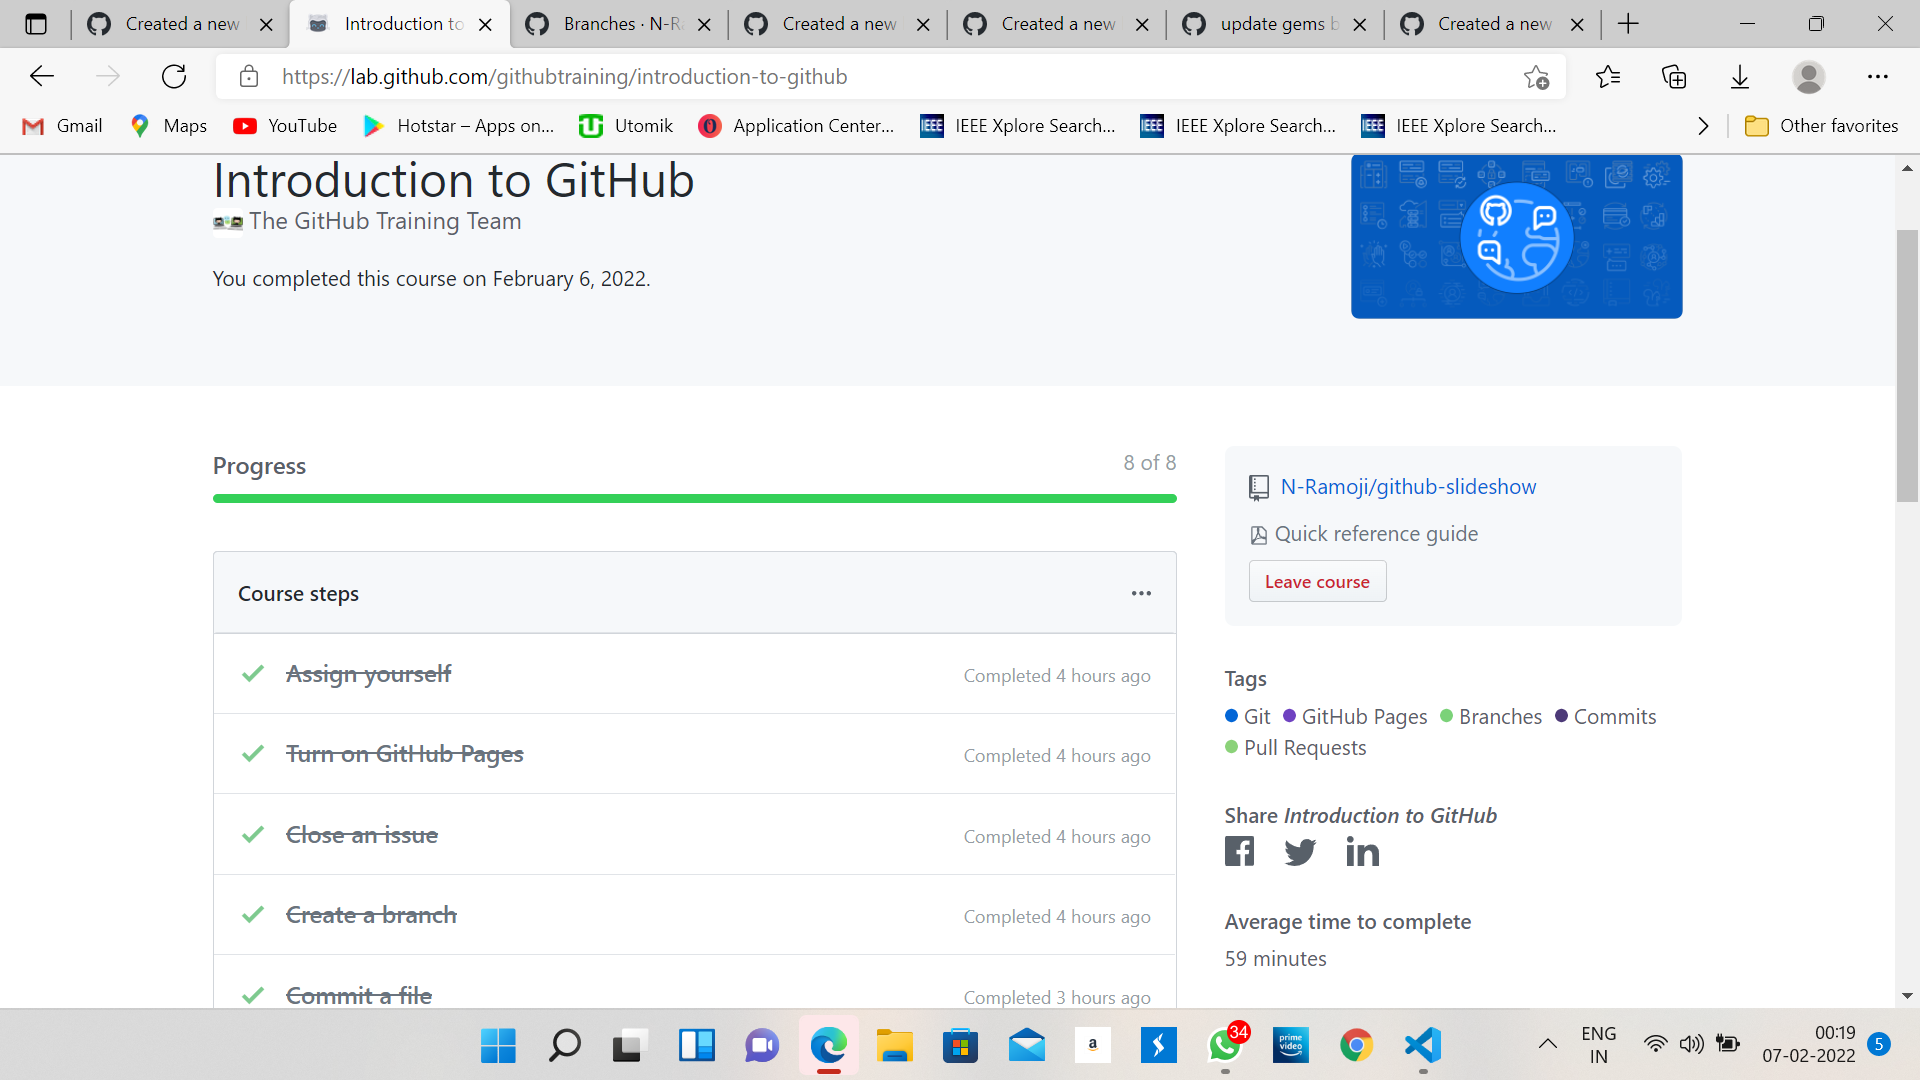 Created a new
Introduction to
Branches · N-Ra
Created a new
Created a new
update gems b
Created a new
https://lab.github.com/githubtraining/introduction-to-github
Gmail
Maps
YouTube
Hotstar – Apps on...
Utomik
Application Center...
IEEE IEEE Xplore Search...
IEEE IEEE Xplore Search...
IEEE IEEE Xplore Search...
Other favorites
Introduction to GitHub
The GitHub Training Team
You completed this course on February 6, 2022.
Progress
8 of 8
Course steps
Assign yourself
Completed 4 hours ago
Turn on GitHub Pages
Completed 4 hours ago
Close an issue
Completed 4 hours ago
Create a branch
Completed 4 hours ago
Commit a file
Completed 3 hours ago
N-Ramoji/github-slideshow
Quick reference guide
Leave course
Tags
Git GitHub Pages Branches Commits
Pull Requests
Share Introduction to GitHub
Average time to complete
59 minutes
a
34
prime video
ENG
IN
00:19
07-02-2022
5